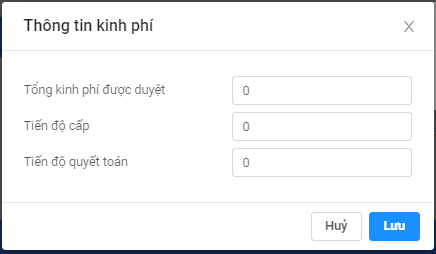 Thông tin kinh phí
Tổng kinh phí được duyệt 0
Tiến độ cấp 0
Tiến độ quyết toán 0
Huỷ Lưu